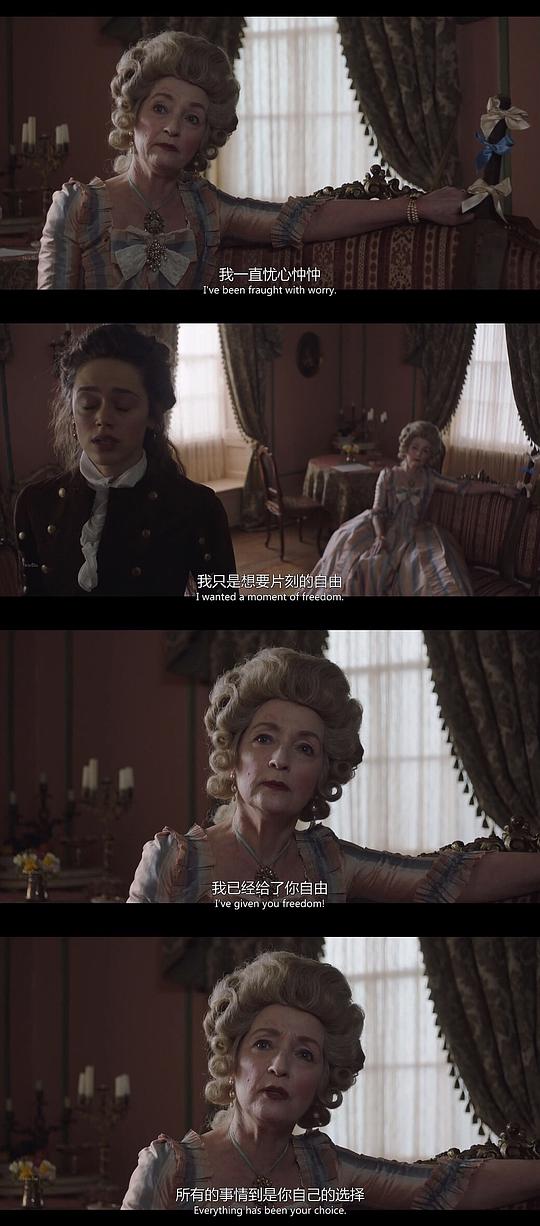 我一直忧心忡忡
I've been fraught with worry.
我只是想要片刻的自由
I wanted a moment of freedom.
我已经给了你自由
I've given you freedom!
所有的事情到是你自己的选择
Everything has been your choice.